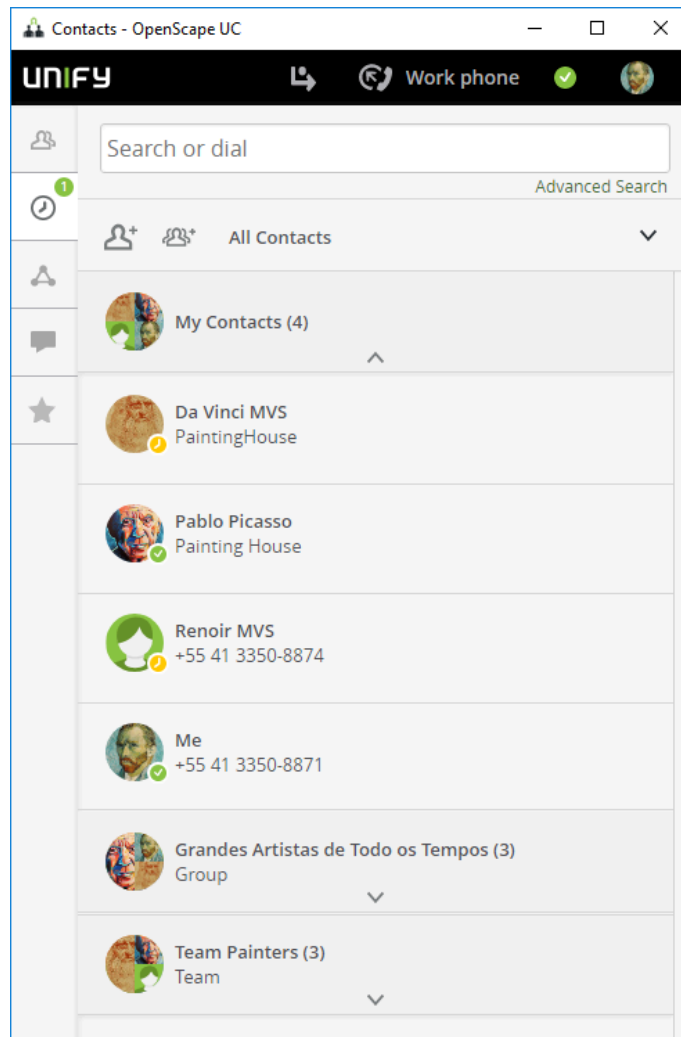 Contacts - OpenScape UC
UNIFY
Work phone
Search or dial
1
Advanced Search
All Contacts
My Contacts (4)
Da Vinci MVS
PaintingHouse
Pablo Picasso
Painting House
Renoir MVS
+55 41 3350-8874
Me
+55 41 3350-8871
Grandes Artistas de Todo os Tempos (3)
Group
Team Painters (3)
Team